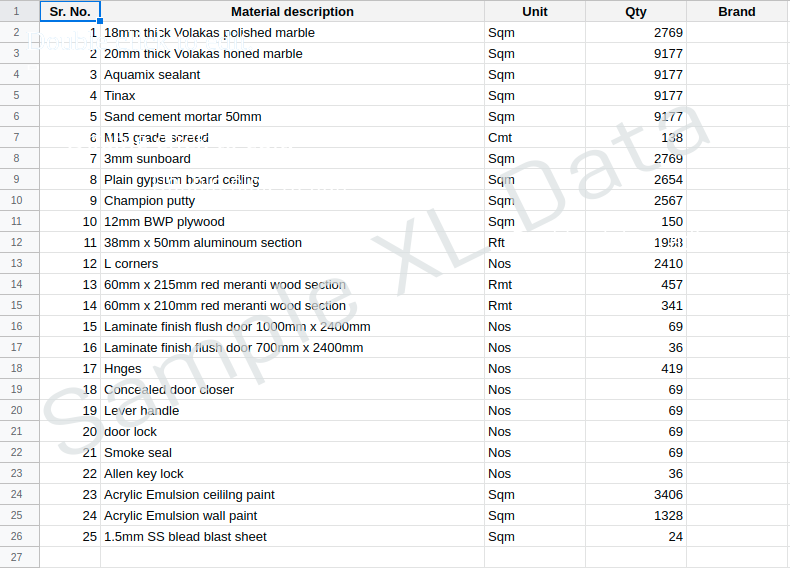 1 Sr. No. Material description Unit Qty Brand
2 1 18mm thick Volakas polished marble Sqm 2769
3 2 20mm thick Volakas honed marble Sqm 9177
4 3 Aquamix sealant Sqm 9177
5 4 Tinax Sqm 9177
6 5 Sand cement mortar 50mm Sqm 9177
7 6 M15 grade screed Cmt 138
8 7 3mm sunboard Sqm 2769
9 8 Plain gypsum board ceiling Sqm 2654
10 9 Champion putty Sqm 2567
11 10 12mm BWP plywood Sqm 150
12 11 38mm x 50mm aluminoum section Rft 1958
13 12 L corners Nos 2410
14 13 60mm x 215mm red meranti wood section Rmt 457
15 14 60mm x 210mm red meranti wood section Rmt 341
16 15 Laminate finish flush door 1000mm x 2400mm Nos 69
17 16 Laminate finish flush door 700mm x 2400mm Nos 36
18 17 Hnges Nos 419
19 18 Concealed door closer Nos 69
20 19 Lever handle Nos 69
21 20 door lock Nos 69
22 21 Smoke seal Nos 69
23 22 Allen key lock Nos 36
24 23 Acrylic Emulsion ceililng paint Sqm 3406
25 24 Acrylic Emulsion wall paint Sqm 1328
26 25 1.5mm SS blead blast sheet Sqm 24
27
Sample XL Data